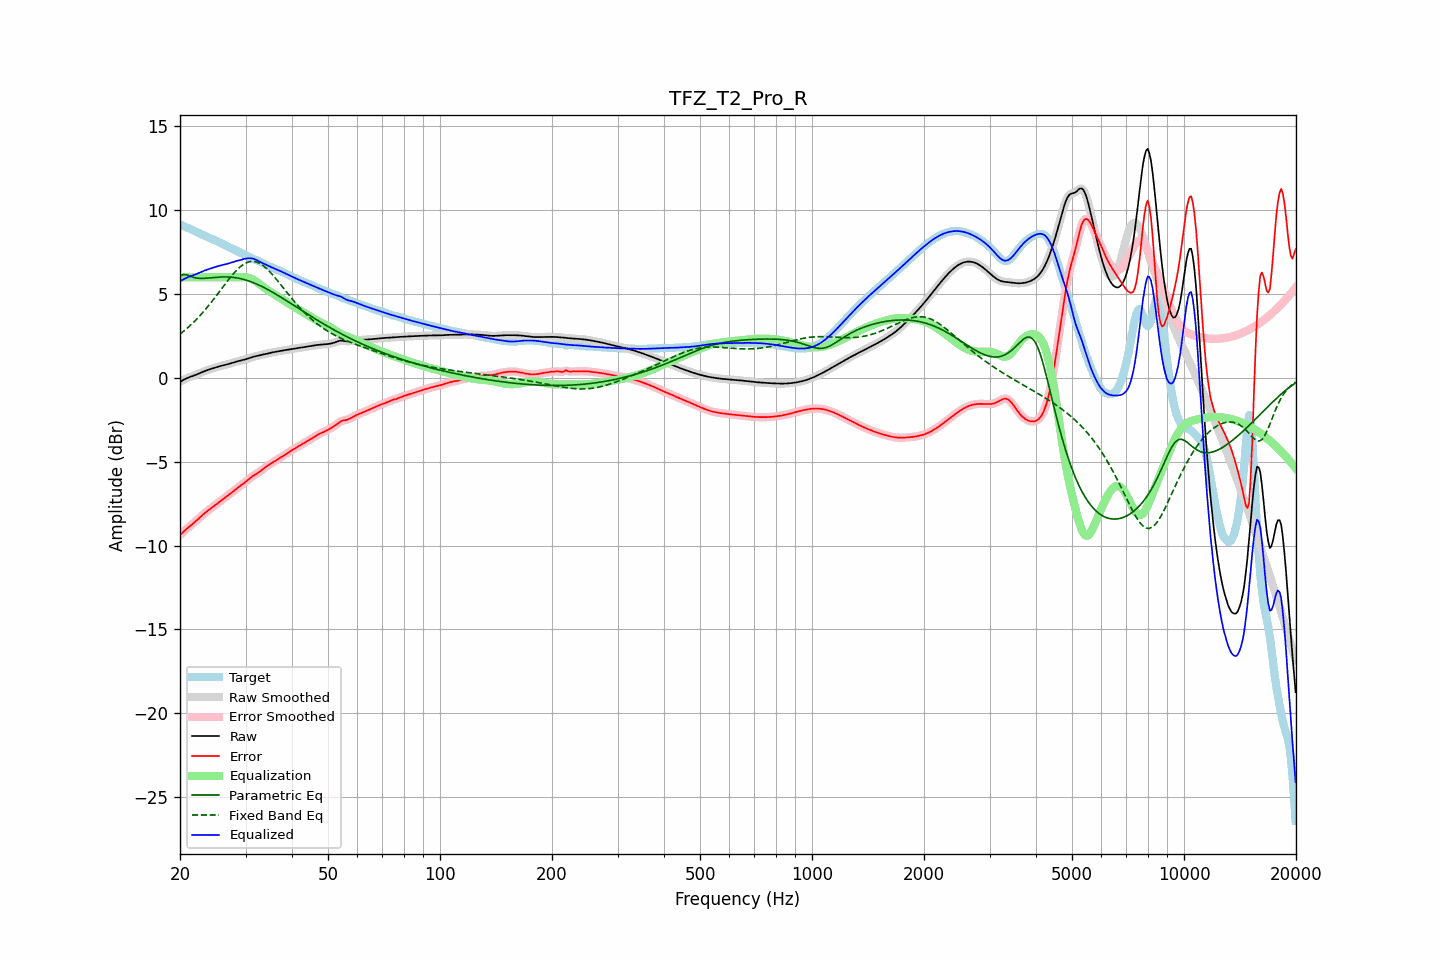 TFZ_T2_Pro_R
Amplitude (dBr)
15
10
5
0
−5
−10
−15
−20
−25
Target
Raw Smoothed
Error Smoothed
Raw
Error
Equalization
Parametric Eq
Fixed Band Eq
Equalized
20 50 100 200 500 1000 2000 5000 10000 20000
Frequency (Hz)